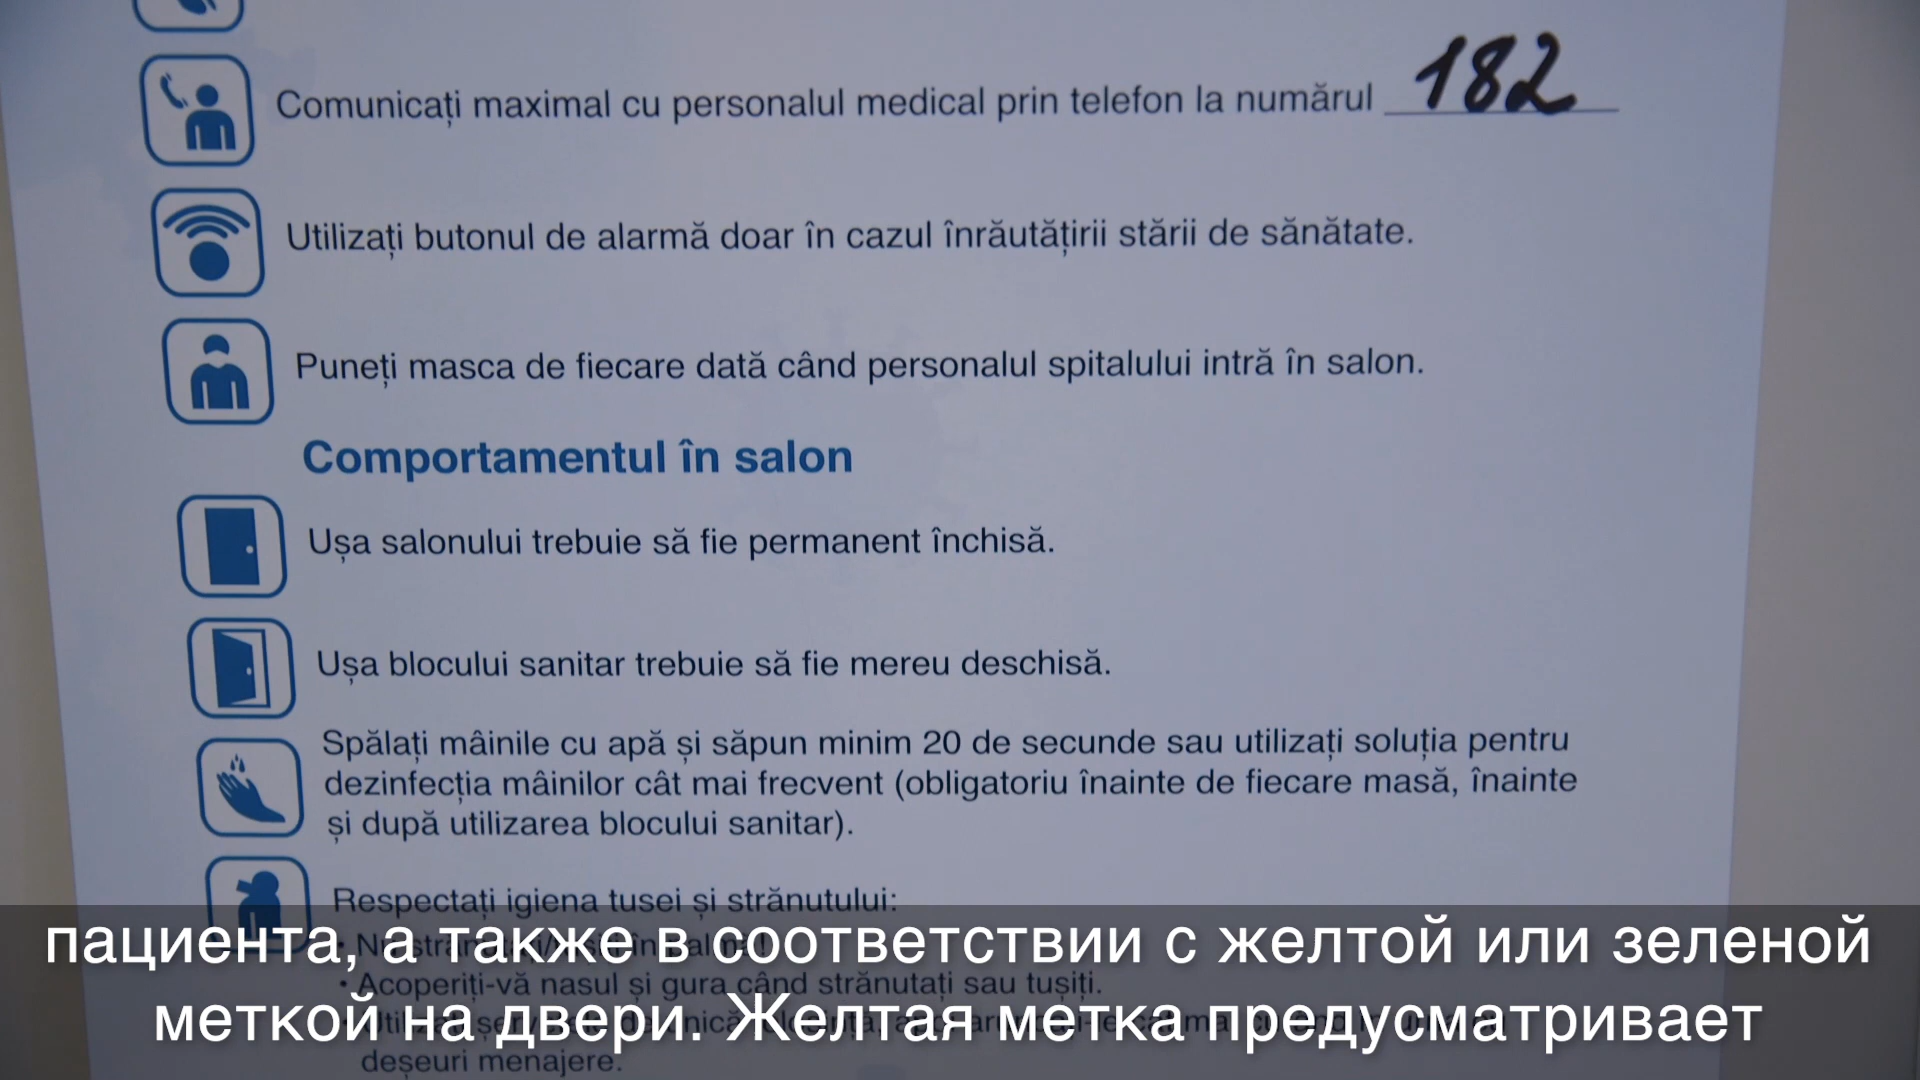 Comunicați maximal cu personalul medical prin telefon la numărul 182
Utilizați butonul de alarmă doar în cazul înrăutățirii stării de sănătate.
Puneți masca de fiecare dată când personalul spitalului intră în salon.
Comportamentul în salon
Ușa salonului trebuie să fie permanent închisă.
Ușa blocului sanitar trebuie să fie mereu deschisă.
Spălați mâinile cu apă și săpun minim 20 de secunde sau utilizați soluția pentru
dezinfecția mâinilor cât mai frecvent (obligatoriu înainte de fiecare masă, înainte
și după utilizarea blocului sanitar).
Respectați igiena tusei și strănutului:
пациента, а также в соответствии с желтой или зеленой
• Acoperiți-vă nasul și gura când strănutați sau tușiți.
меткой на двери. Желтая метка предусматривает
deșeuri menajere.